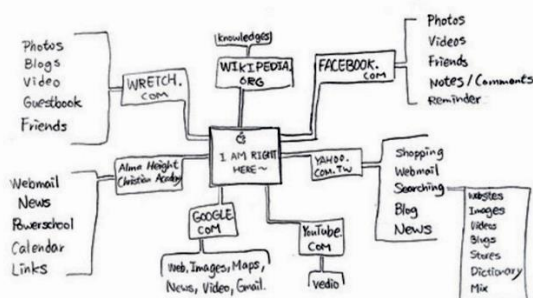 Photos
Blogs
Video
Guestbook
Friends
WRETCH.
COM
knowledges
WIKIPEDIA.
ORG
FACEBOOK.
COM
Photos
Videos
Friends
Notes/Comments
Reminder
I AM RIGHT
HERE~
Alma Height
Christian Academy
Webmail
News
Powerschool
Calendar
Links
GOOGLE.
COM
Web, Images, Maps,
News, Video, Gmail.
YouTube.
COM
vedio
YAHOO.
COM.TW
Shopping
Webmail
Searching
Blog
News
Websites
Images
Videos
Blugs
Stores
Dictionary
Mix